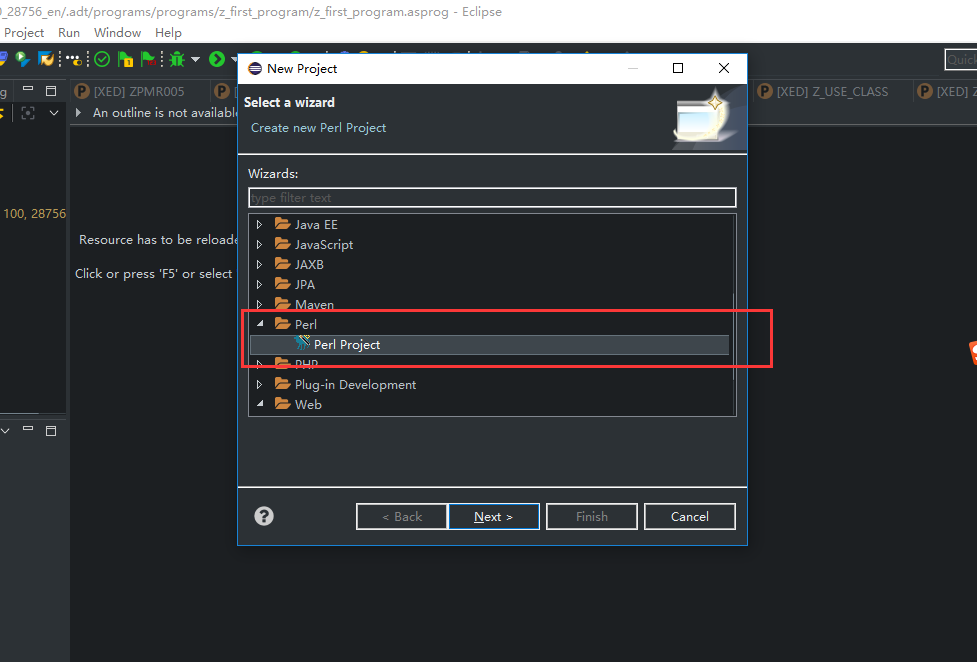 _28756_en/.adt/programs/programs/z_first_program/z_first_program.asprog - Eclipse
Project Run Window Help
New Project
Quick
[XED] ZPMR005
[XED] Z_USE_CLASS
[XED] Z
An outline is not available
Select a wizard
Create new Perl Project
Wizards:
type filter text
Java EE
JavaScript
JAXB
JPA
Maven
Perl
Perl Project
PHP
Plug-in Development
Web
100, 28756
Resource has to be reloade
Click or press 'F5' or select
< Back
Next >
Finish
Cancel